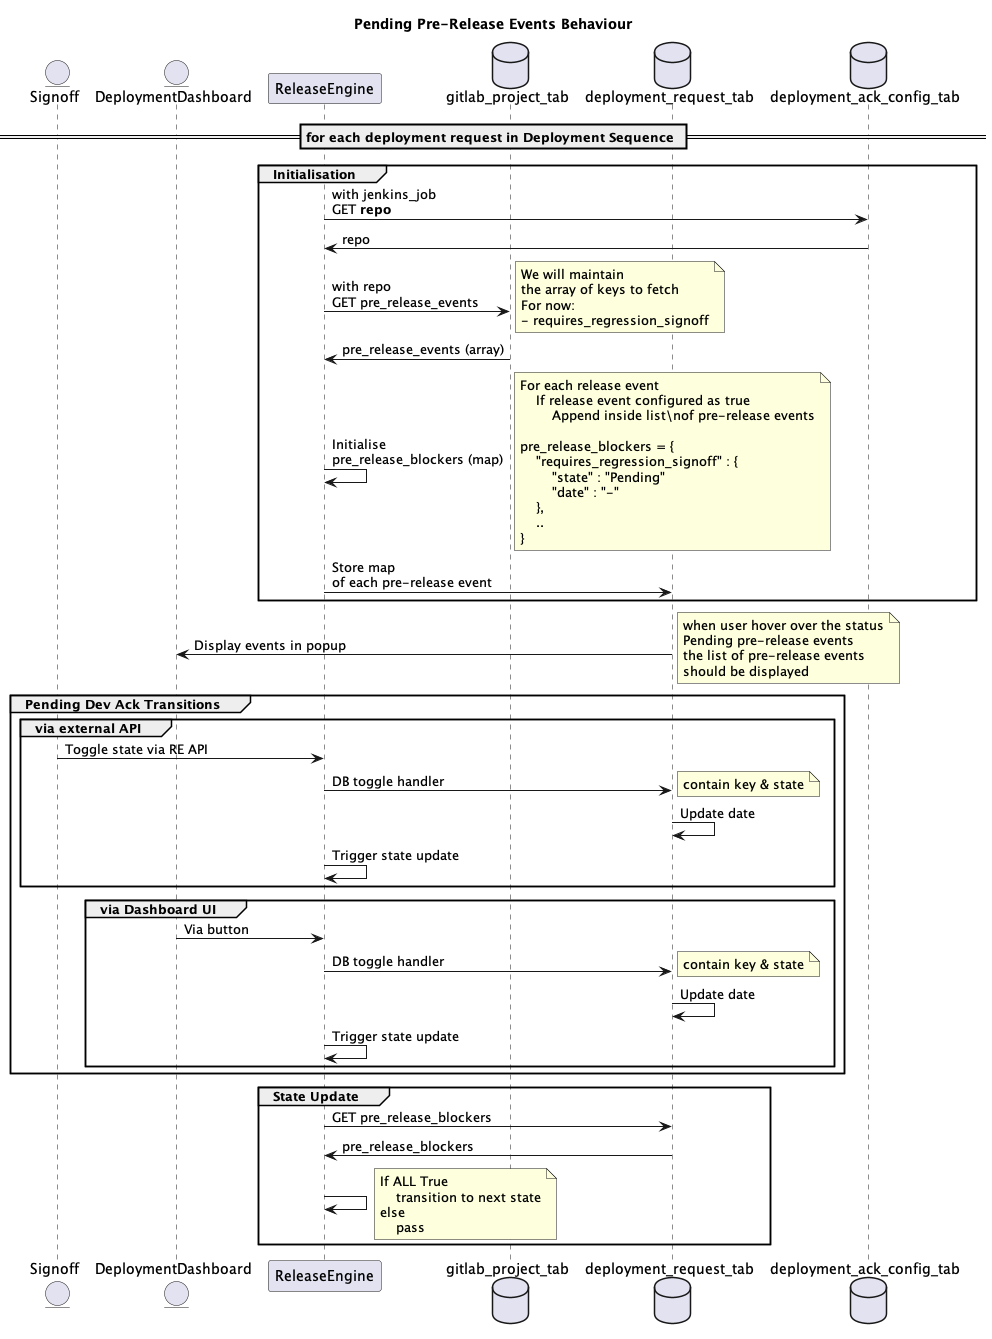 Pending Pre-Release Events Behaviour
Signoff
DeploymentDashboard
ReleaseEngine
gitlab_project_tab
deployment_request_tab
deployment_ack_config_tab
for each deployment request in Deployment Sequence
Initialisation
with jenkins_job
GET repo
repo
with repo
GET pre_release_events
We will maintain
the array of keys to fetch
For now:
- requires_regression_signoff
pre_release_events (array)
Initialise
pre_release_blockers (map)
For each release event
If release event configured as true
Append inside list\nof pre-release events
pre_release_blockers = {
"requires_regression_signoff" : {
"state" : "Pending"
"date" : "-"
},
..
}
Store map
of each pre-release event
Display events in popup
when user hover over the status
Pending pre-release events
the list of pre-release events
should be displayed
Pending Dev Ack Transitions
via external API
Toggle state via RE API
DB toggle handler
contain key & state
Update date
Trigger state update
via Dashboard UI
Via button
DB toggle handler
contain key & state
Update date
Trigger state update
State Update
GET pre_release_blockers
pre_release_blockers
If ALL True
transition to next state
else
pass
Signoff
DeploymentDashboard
ReleaseEngine
gitlab_project_tab
deployment_request_tab
deployment_ack_config_tab